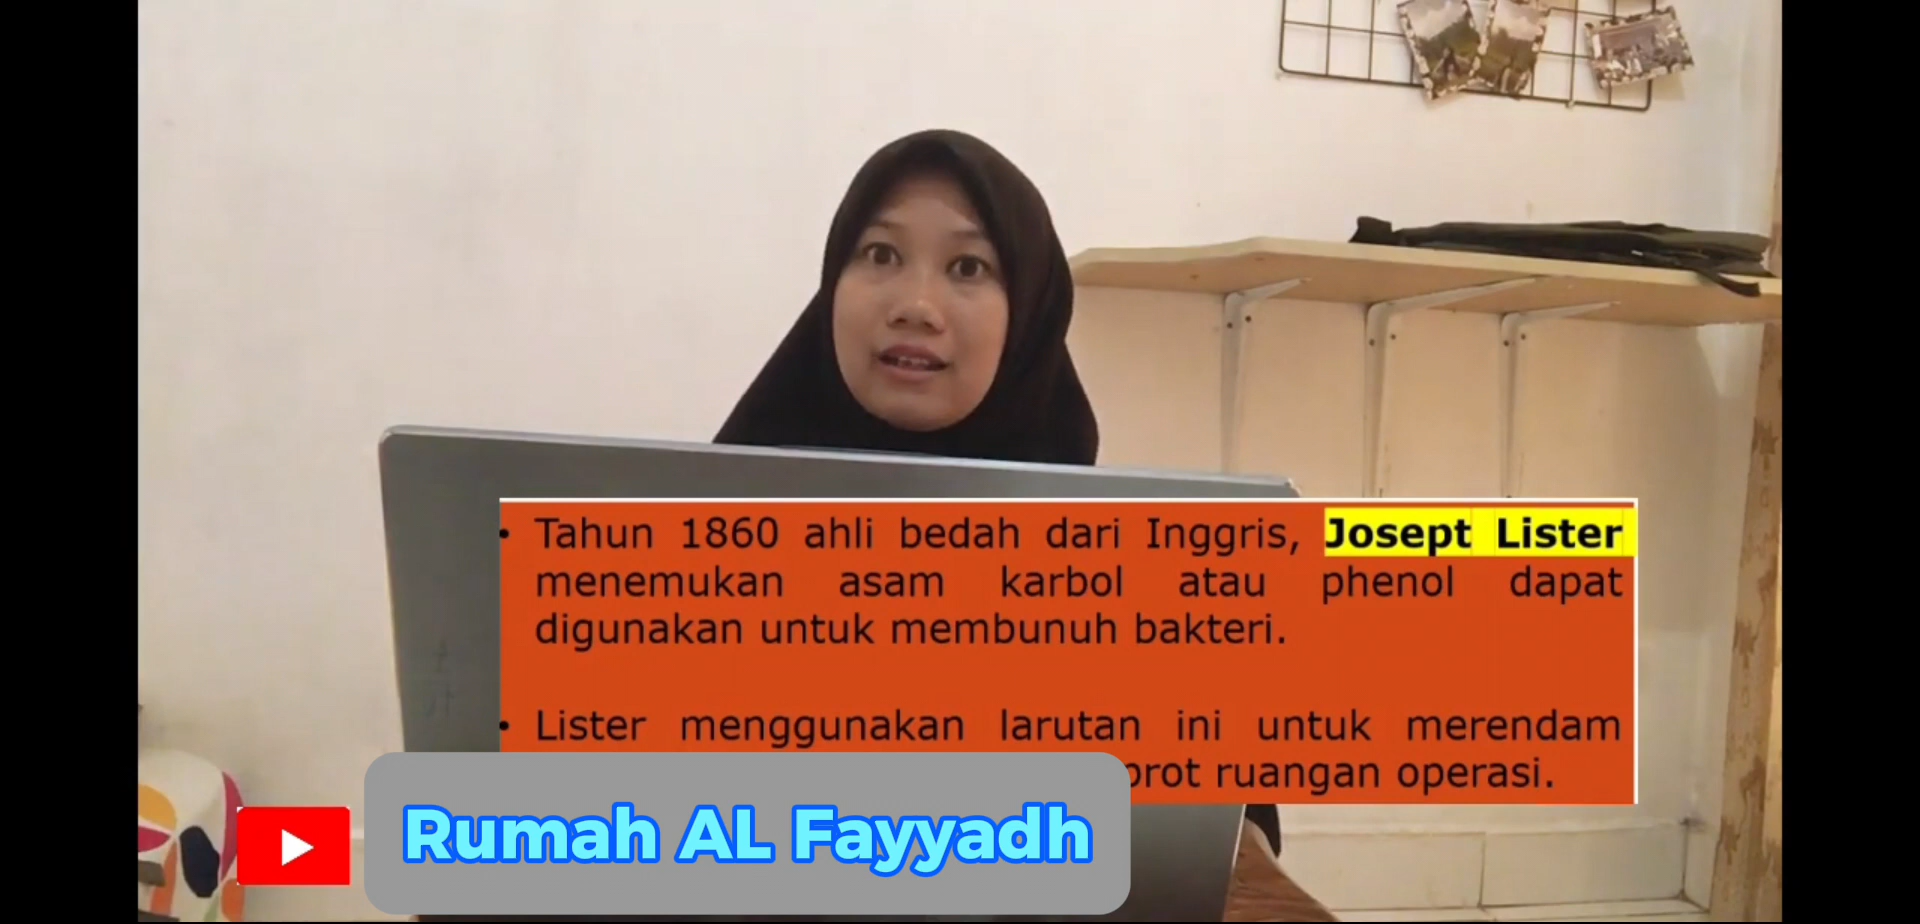 • Tahun 1860 ahli bedah dari Inggris, Josept Lister
menemukan asam karbol atau phenol dapat
digunakan untuk membunuh bakteri.
• Lister menggunakan larutan ini untuk merendam
ruangan operasi.
Rumah AL Fayyadh